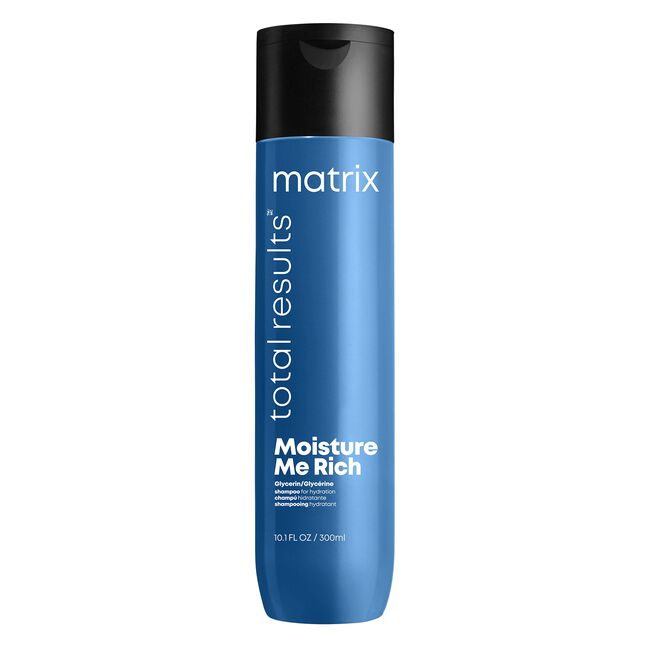 matrix
total results™
Moisture
Me Rich
Glycerin/Glycérine
shampoo for hydration
champú hidratante
shampooing hydratant
10.1 FL OZ / 300ml